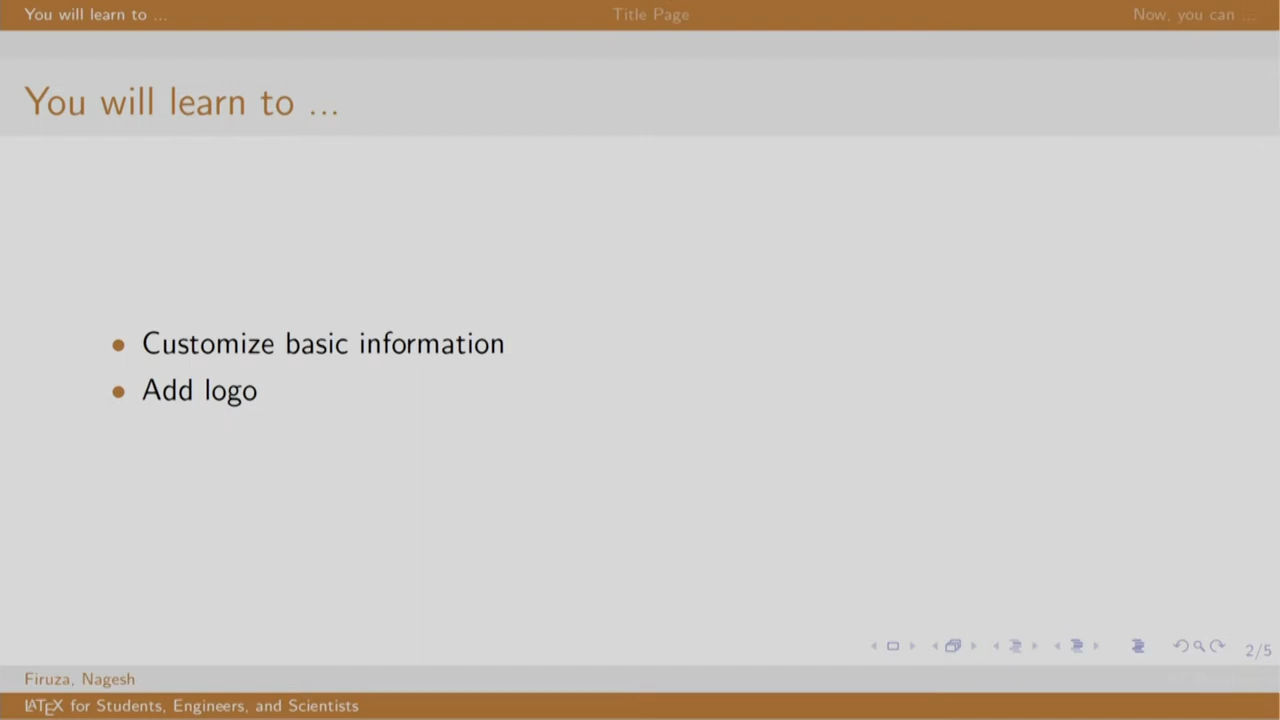 You will learn to ... Title Page Now, you can ...
You will learn to ...
• Customize basic information
• Add logo
2/5
Firuza, Nagesh
LATEX for Students, Engineers, and Scientists